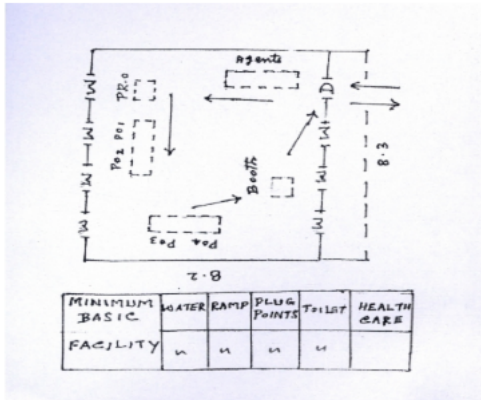 Agents
PR.O
D
W
W
W
W
W
W
W
PO2 PO1
8.3
Booth
PO3 PO4
8.2
MINIMUM BASIC FACILITY
WATER
RAMP
PLUG POINTS
TOILET
HEALTH CARE